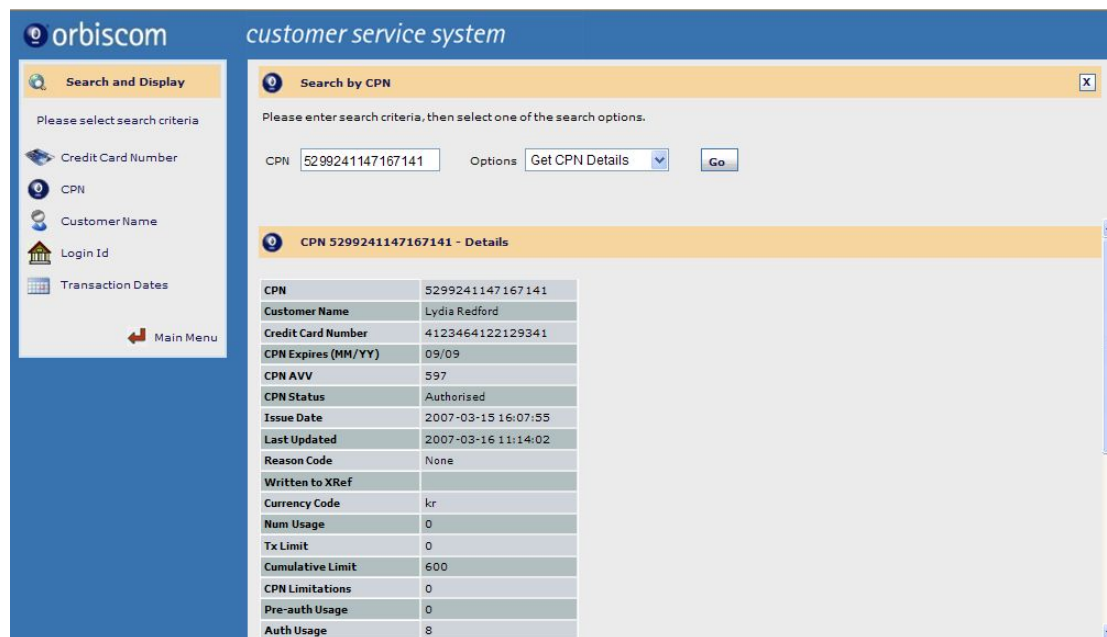 orbiscom
customer service system
Search and Display
Please select search criteria
Credit Card Number
CPN
Customer Name
Login Id
Transaction Dates
Main Menu
Search by CPN
X
Please enter search criteria, then select one of the search options.
CPN 5299241147167141 Options Get CPN Details Go
CPN 5299241147167141 - Details
CPN 5299241147167141
Customer Name Lydia Redford
Credit Card Number 4123464122129341
CPN Expires (MM/YY) 09/09
CPN AVV 597
CPN Status Authorised
Issue Date 2007-03-15 16:07:55
Last Updated 2007-03-16 11:14:02
Reason Code None
Written to XRef
Currency Code kr
Num Usage 0
Tx Limit 0
Cumulative Limit 600
CPN Limitations 0
Pre-auth Usage 0
Auth Usage 8